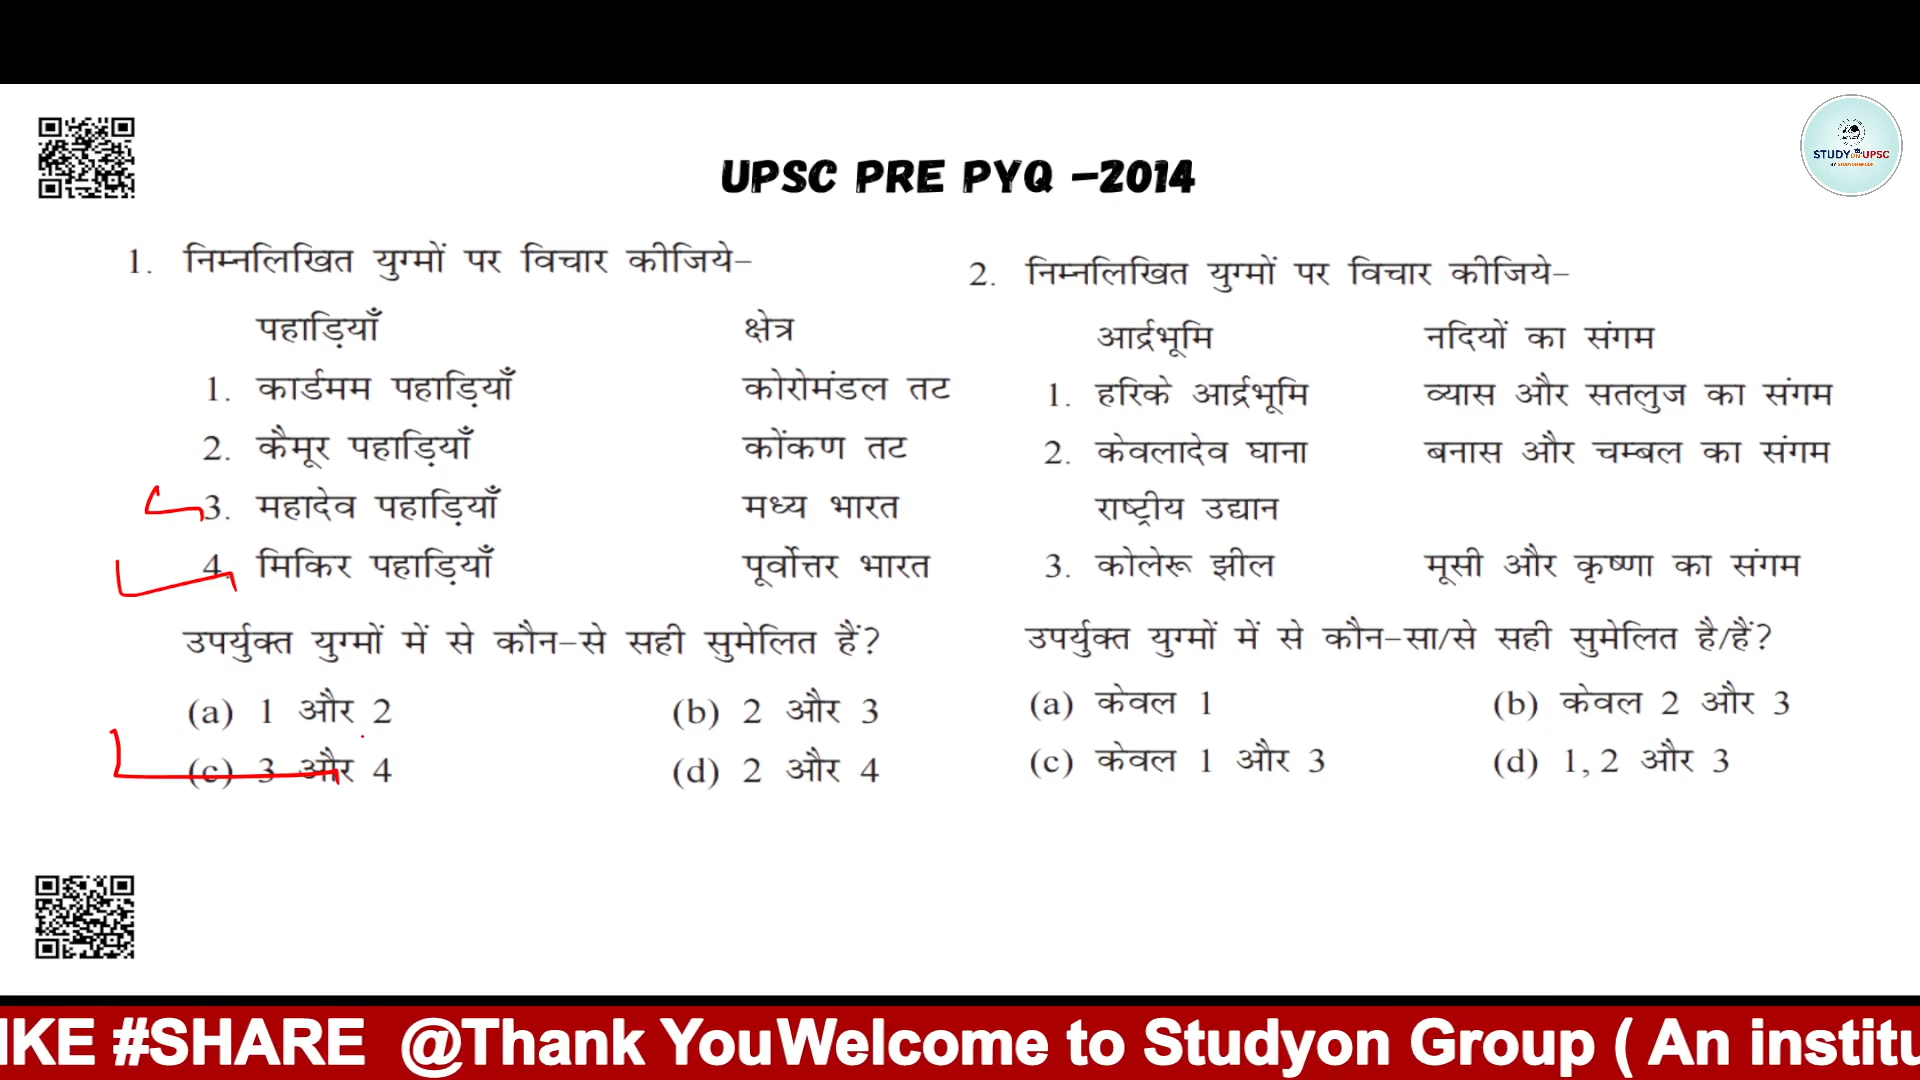 STUDY ON UPSC
BY STUDYON GROUP
UPSC PRE PYQ –2014
1. निम्नलिखित युग्मों पर विचार कीजिये–
पहाड़ियाँ क्षेत्र
1. कार्डमम पहाड़ियाँ कोरोमंडल तट
2. कैमूर पहाड़ियाँ कोंकण तट
3. महादेव पहाड़ियाँ मध्य भारत
4. मिकिर पहाड़ियाँ पूर्वोत्तर भारत
उपर्युक्त युग्मों में से कौन-से सही सुमेलित हैं?
(a) 1 और 2 (b) 2 और 3
(c) 3 और 4 (d) 2 और 4
2. निम्नलिखित युग्मों पर विचार कीजिये–
आर्द्रभूमि नदियों का संगम
1. हरिके आर्द्रभूमि व्यास और सतलुज का संगम
2. केवलादेव घाना बनास और चम्बल का संगम
राष्ट्रीय उद्यान
3. कोलेरू झील मूसी और कृष्णा का संगम
उपर्युक्त युग्मों में से कौन-सा/से सही सुमेलित है/हैं?
(a) केवल 1 (b) केवल 2 और 3
(c) केवल 1 और 3 (d) 1, 2 और 3
IKE #SHARE @Thank YouWelcome to Studyon Group ( An institu